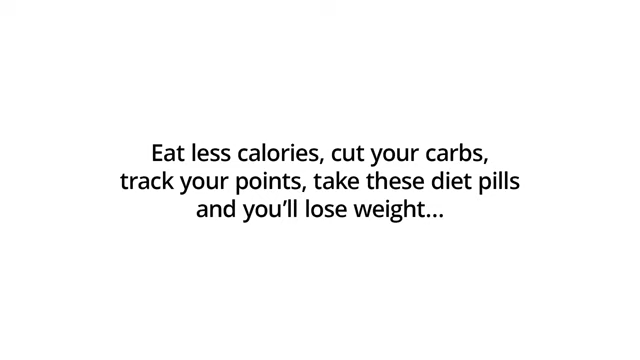 Eat less calories, cut your carbs,
track your points, take these diet pills
and you’ll lose weight...